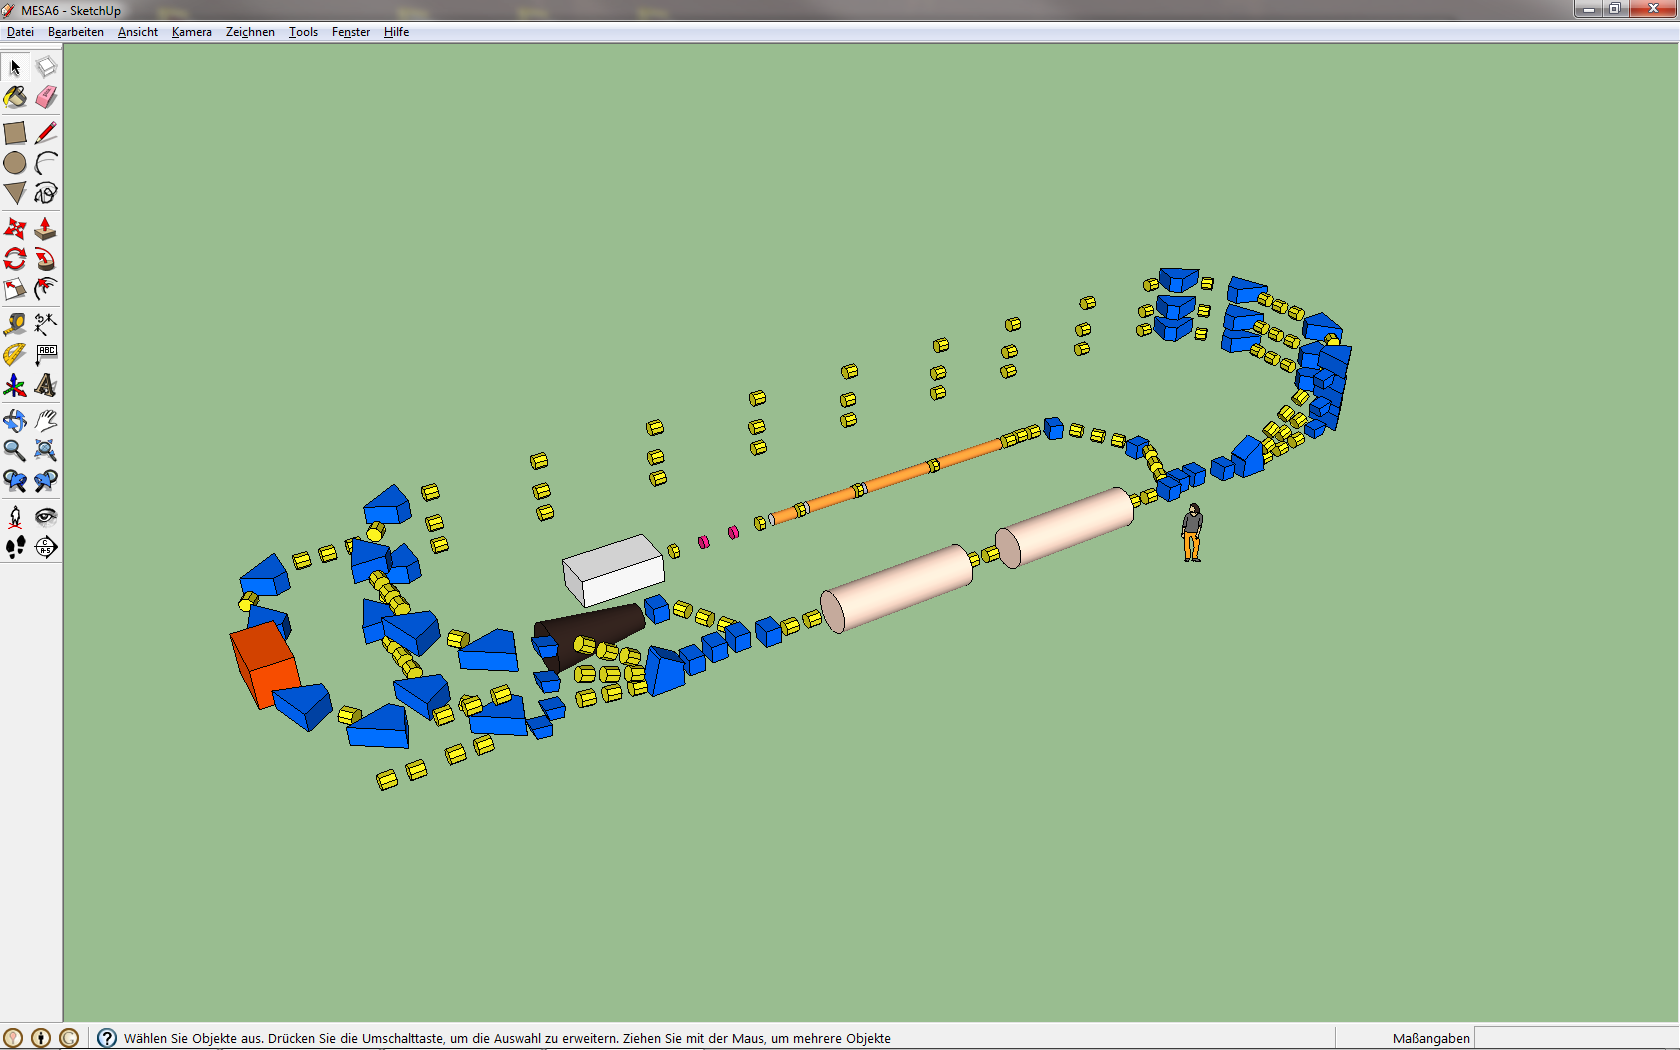 MESA6 - SketchUp
Datei Bearbeiten Ansicht Kamera Zeichnen Tools Fenster Hilfe
ABC
Wählen Sie Objekte aus. Drücken Sie die Umschalttaste, um die Auswahl zu erweitern. Ziehen Sie mit der Maus, um mehrere Objekte
Maßangaben